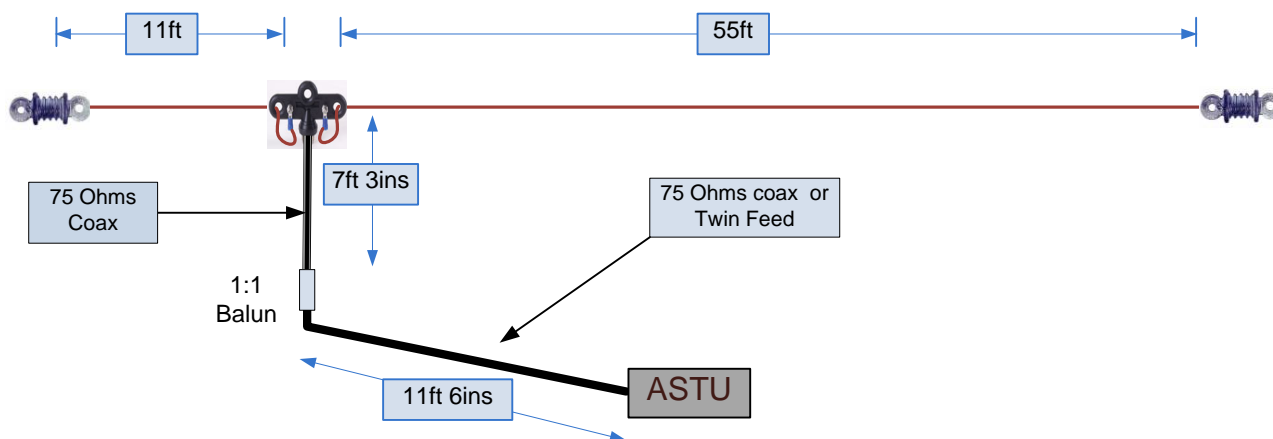 11ft
55ft
7ft 3ins
75 Ohms
Coax
75 Ohms coax or
Twin Feed
1:1
Balun
11ft 6ins
ASTU